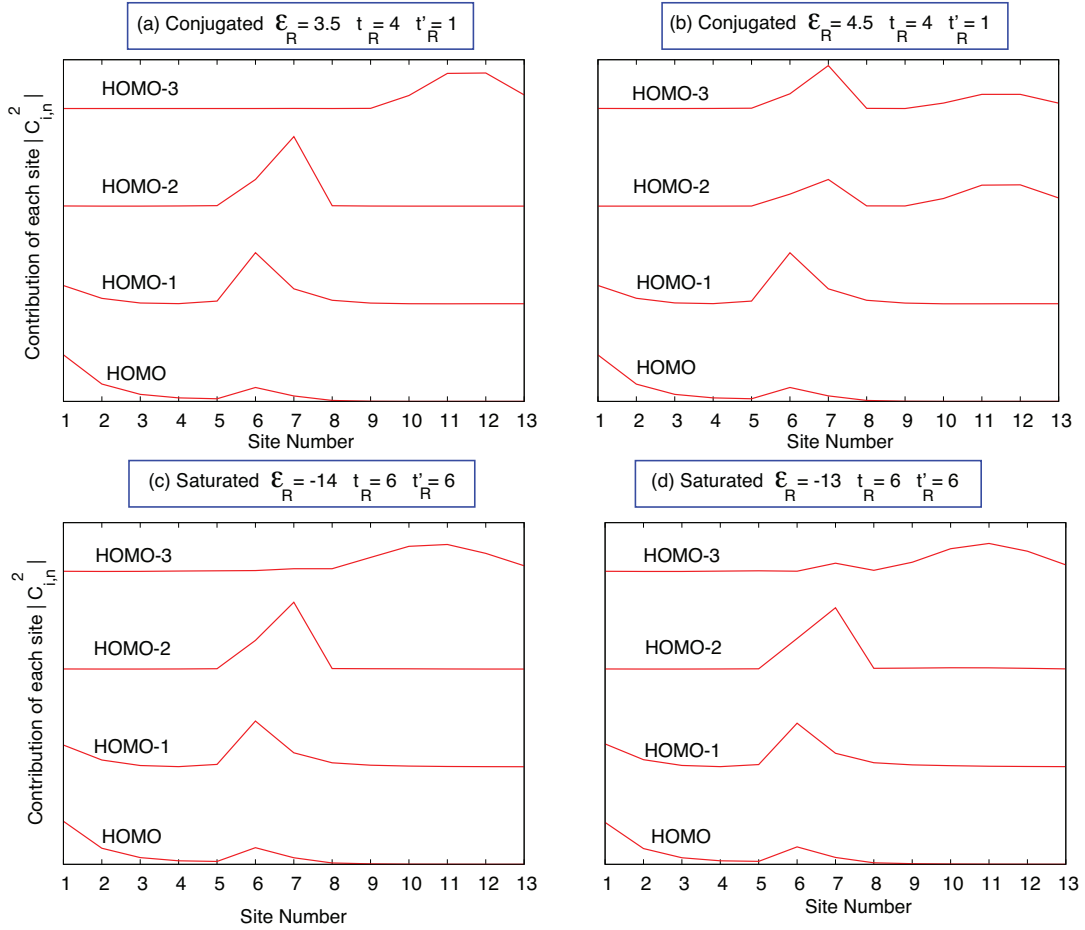 (a) Conjugated ε_R = 3.5 t_R = 4 t'_R = 1
(b) Conjugated ε_R = 4.5 t_R = 4 t'_R = 1
Contribution of each site | C²_{i,n} |
HOMO-3
HOMO-2
HOMO-1
HOMO
1 2 3 4 5 6 7 8 9 10 11 12 13
Site Number
HOMO-3
HOMO-2
HOMO-1
HOMO
1 2 3 4 5 6 7 8 9 10 11 12 13
Site Number
(c) Saturated ε_R = -14 t_R = 6 t'_R = 6
(d) Saturated ε_R = -13 t_R = 6 t'_R = 6
Contribution of each site | C²_{i,n} |
HOMO-3
HOMO-2
HOMO-1
HOMO
1 2 3 4 5 6 7 8 9 10 11 12 13
Site Number
HOMO-3
HOMO-2
HOMO-1
HOMO
1 2 3 4 5 6 7 8 9 10 11 12 13
Site Number